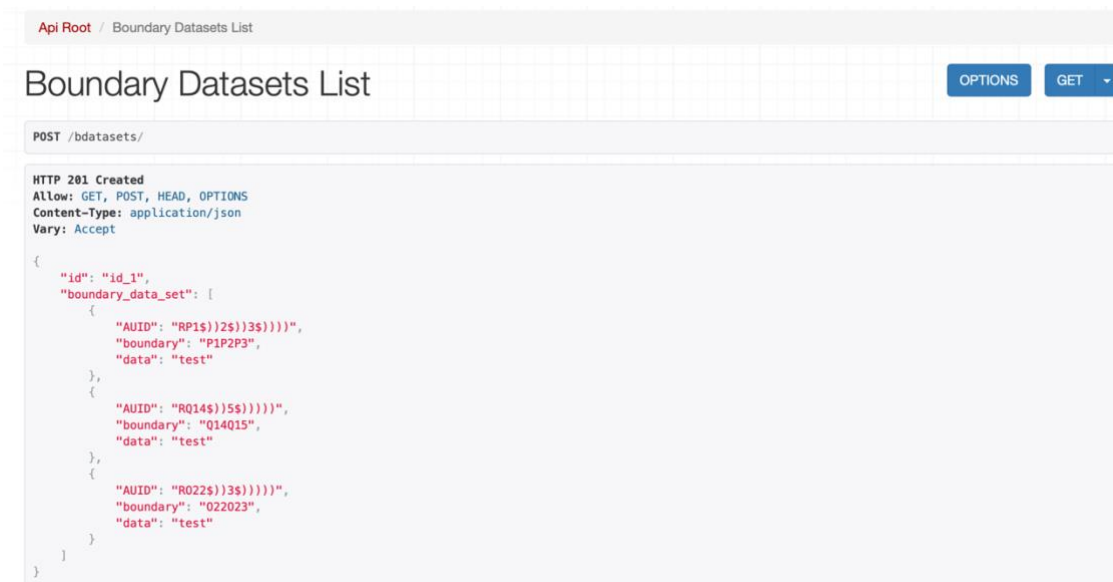 Api Root / Boundary Datasets List
Boundary Datasets List
OPTIONS
GET
POST /bdatasets/
HTTP 201 Created
Allow: GET, POST, HEAD, OPTIONS
Content-Type: application/json
Vary: Accept
{
    "id": "id_1",
    "boundary_data_set": [
        {
            "AUID": "RP1$))2$))3$))))",
            "boundary": "P1P2P3",
            "data": "test"
        },
        {
            "AUID": "RQ14$))5$)))))",
            "boundary": "Q14Q15",
            "data": "test"
        },
        {
            "AUID": "RO22$))3$)))))",
            "boundary": "O22O23",
            "data": "test"
        }
    ]
}